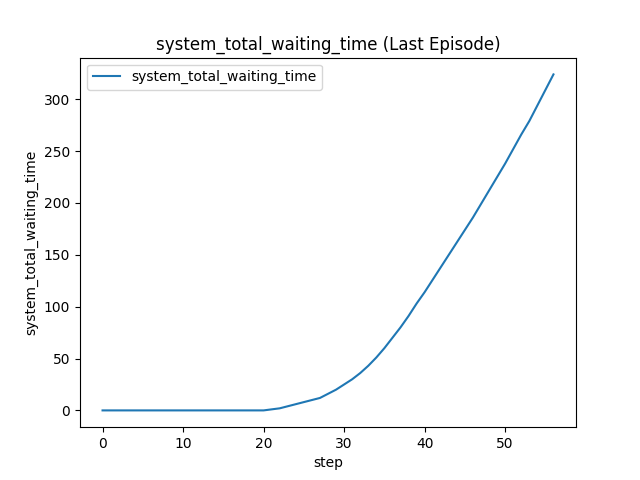 system_total_waiting_time (Last Episode)
system_total_waiting_time
300
250
200
150
100
50
0
system_total_waiting_time
0 10 20 30 40 50
step